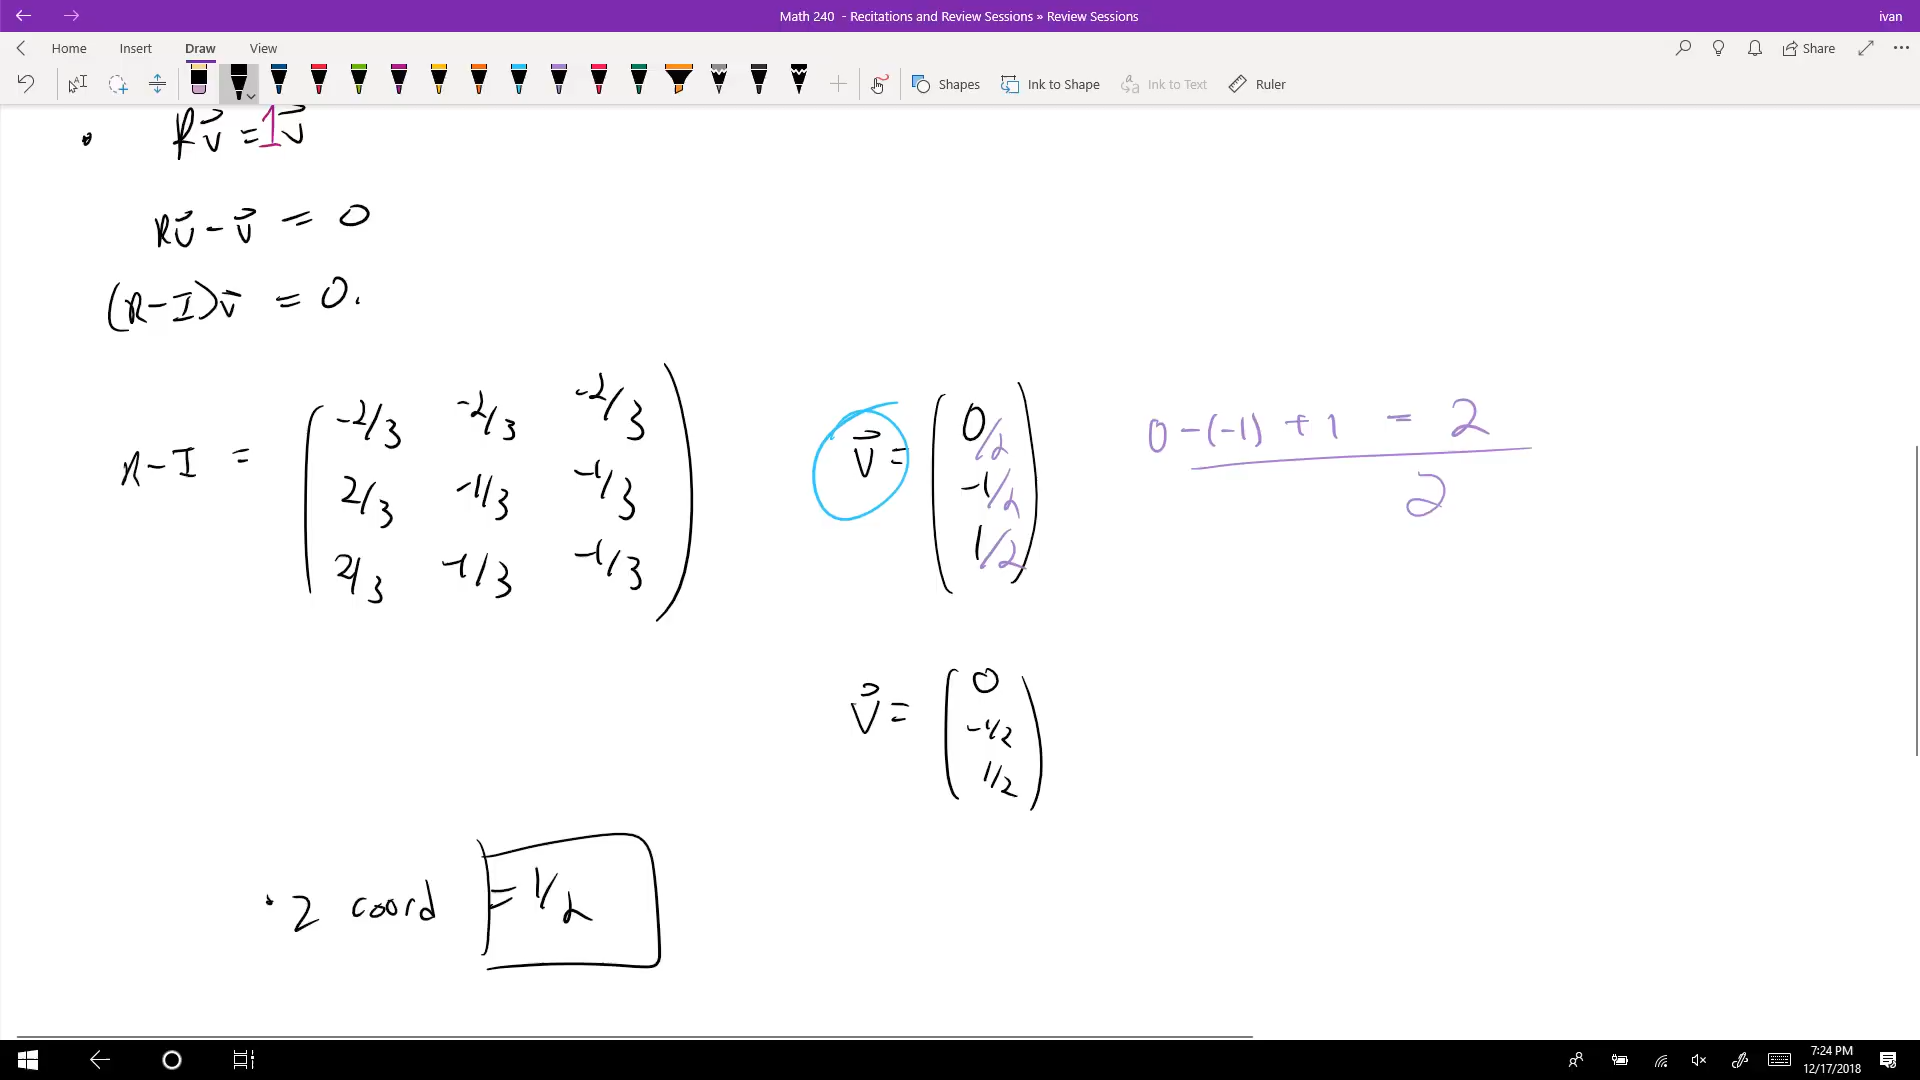 Math 240 - Recitations and Review Sessions » Review Sessions
ivan
Home Insert Draw View
Share
Shapes Ink to Shape Ink to Text Ruler
• Rv⃗ = 1v⃗
Rv⃗ - v⃗ = 0
(R-I)v⃗ = 0.
R-I = ( -2/3 -2/3 -2/3
2/3 -1/3 -1/3
2/3 -1/3 -1/3 )
v⃗ = ( 0/2
-1/2
1/2 )
0 -(-1) + 1 = 2
2
v⃗ = ( 0
-1/2
1/2 )
• z coord = 1/2
7:24 PM
12/17/2018